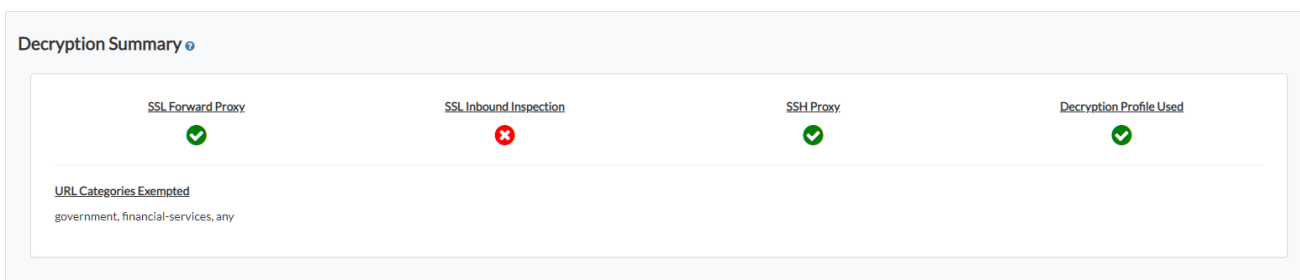 Decryption Summary
SSL Forward Proxy
SSL Inbound Inspection
SSH Proxy
Decryption Profile Used
URL Categories Exempted
government, financial-services, any